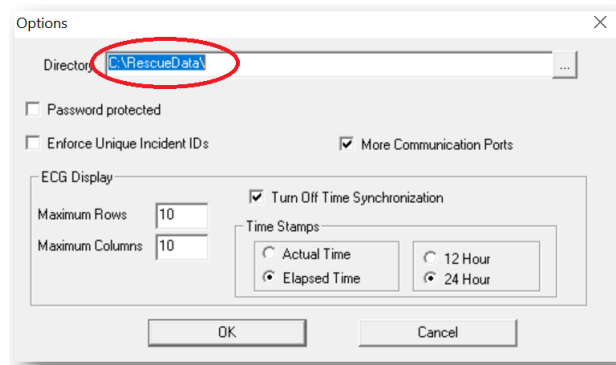 Options
Directory C:\RescueData\ ...
Password protected
Enforce Unique Incident IDs
More Communication Ports
ECG Display
Maximum Rows 10
Maximum Columns 10
Turn Off Time Synchronization
Time Stamps
Actual Time
Elapsed Time
12 Hour
24 Hour
OK
Cancel